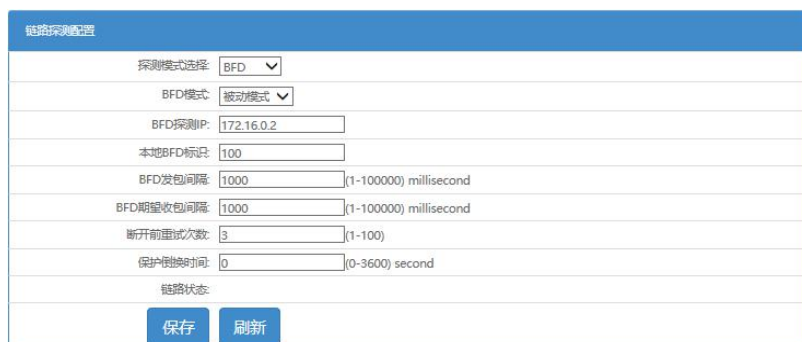 链路探测配置
探测模式选择: BFD
BFD模式: 被动模式
BFD探测IP: 172.16.0.2
本地BFD标识: 100
BFD发包间隔: 1000 (1-100000) millisecond
BFD期望收包间隔: 1000 (1-100000) millisecond
断开前重试次数: 3 (1-100)
保护倒换时间: 0 (0-3600) second
链路状态:
保存 刷新